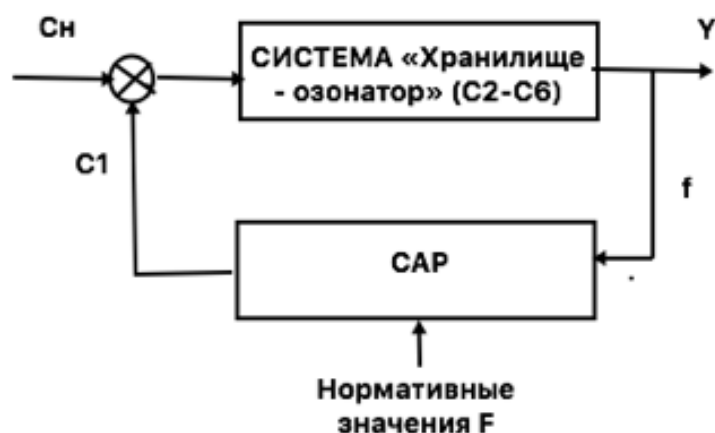 Сн
Y
СИСТЕМА «Хранилище
- озонатор» (С2-С6)
С1
f
САР
Нормативные
значения F